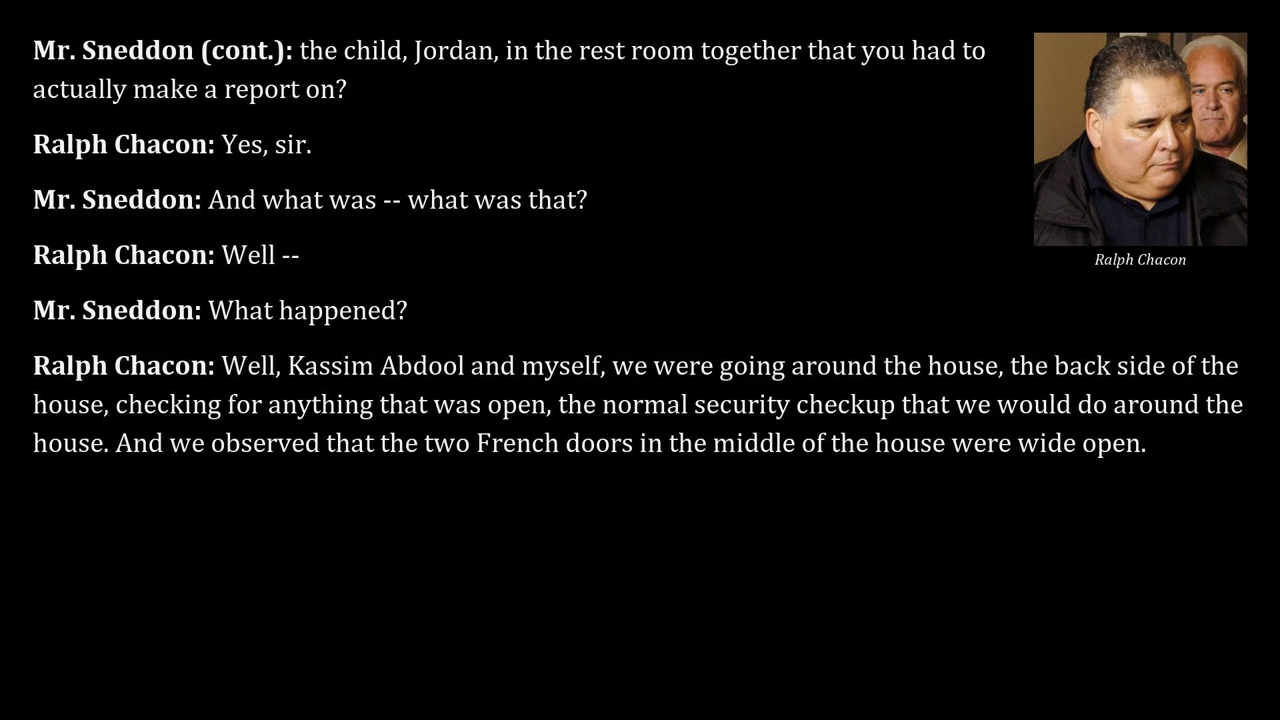 Mr. Sneddon (cont.): the child, Jordan, in the rest room together that you had to
actually make a report on?
Ralph Chacon: Yes, sir.
Mr. Sneddon: And what was -- what was that?
Ralph Chacon: Well --
Mr. Sneddon: What happened?
Ralph Chacon: Well, Kassim Abdool and myself, we were going around the house, the back side of the
house, checking for anything that was open, the normal security checkup that we would do around the
house. And we observed that the two French doors in the middle of the house were wide open.
Ralph Chacon